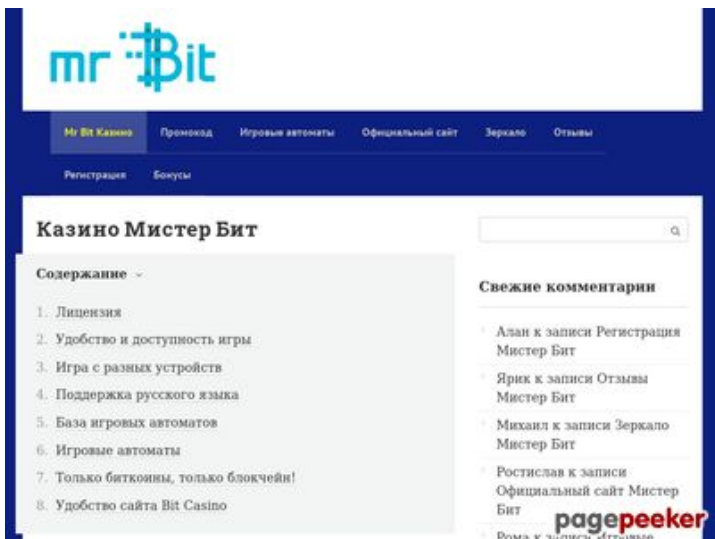 mr Bit
Mr Bit Казино Промокод Игровые автоматы Официальный сайт Зеркало Отзывы
Регистрация Бонусы
Казино Мистер Бит
Содержание
1. Лицензия
2. Удобство и доступность игры
3. Игра с разных устройств
4. Поддержка русского языка
5. База игровых автоматов
6. Игровые автоматы
7. Только биткоины, только блокчейн!
8. Удобство сайта Bit Casino
Свежие комментарии
Алан к записи Регистрация
Мистер Бит
Ярик к записи Отзывы
Мистер Бит
Михаил к записи Зеркало
Мистер Бит
Ростислав к записи
Официальный сайт Мистер
Бит
Рома к записи Игровые
pagepeeker